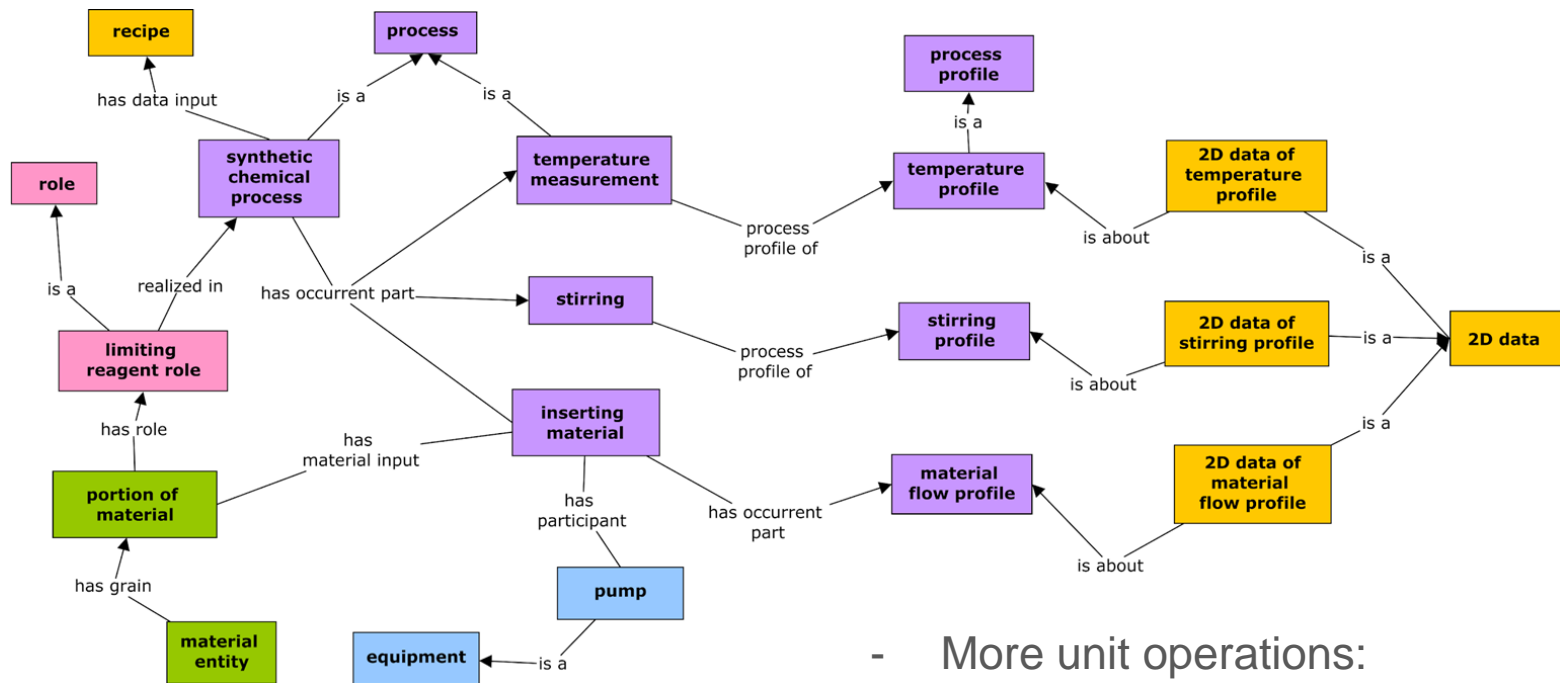 recipe
process
process
profile
has data input
is a
is a
is a
synthetic
chemical
process
temperature
measurement
temperature
profile
2D data of
temperature
profile
role
process
profile of
is about
is a
is a
realized in
has occurrent part
stirring
stirring
profile
2D data of
stirring profile
is a
2D data
limiting
reagent role
process
profile of
is about
has role
has
material input
inserting
material
is a
portion of
material
has
participant
has occurrent
part
material
flow profile
2D data of
material
flow profile
is about
has grain
pump
material
entity
equipment
is a
- More unit operations: